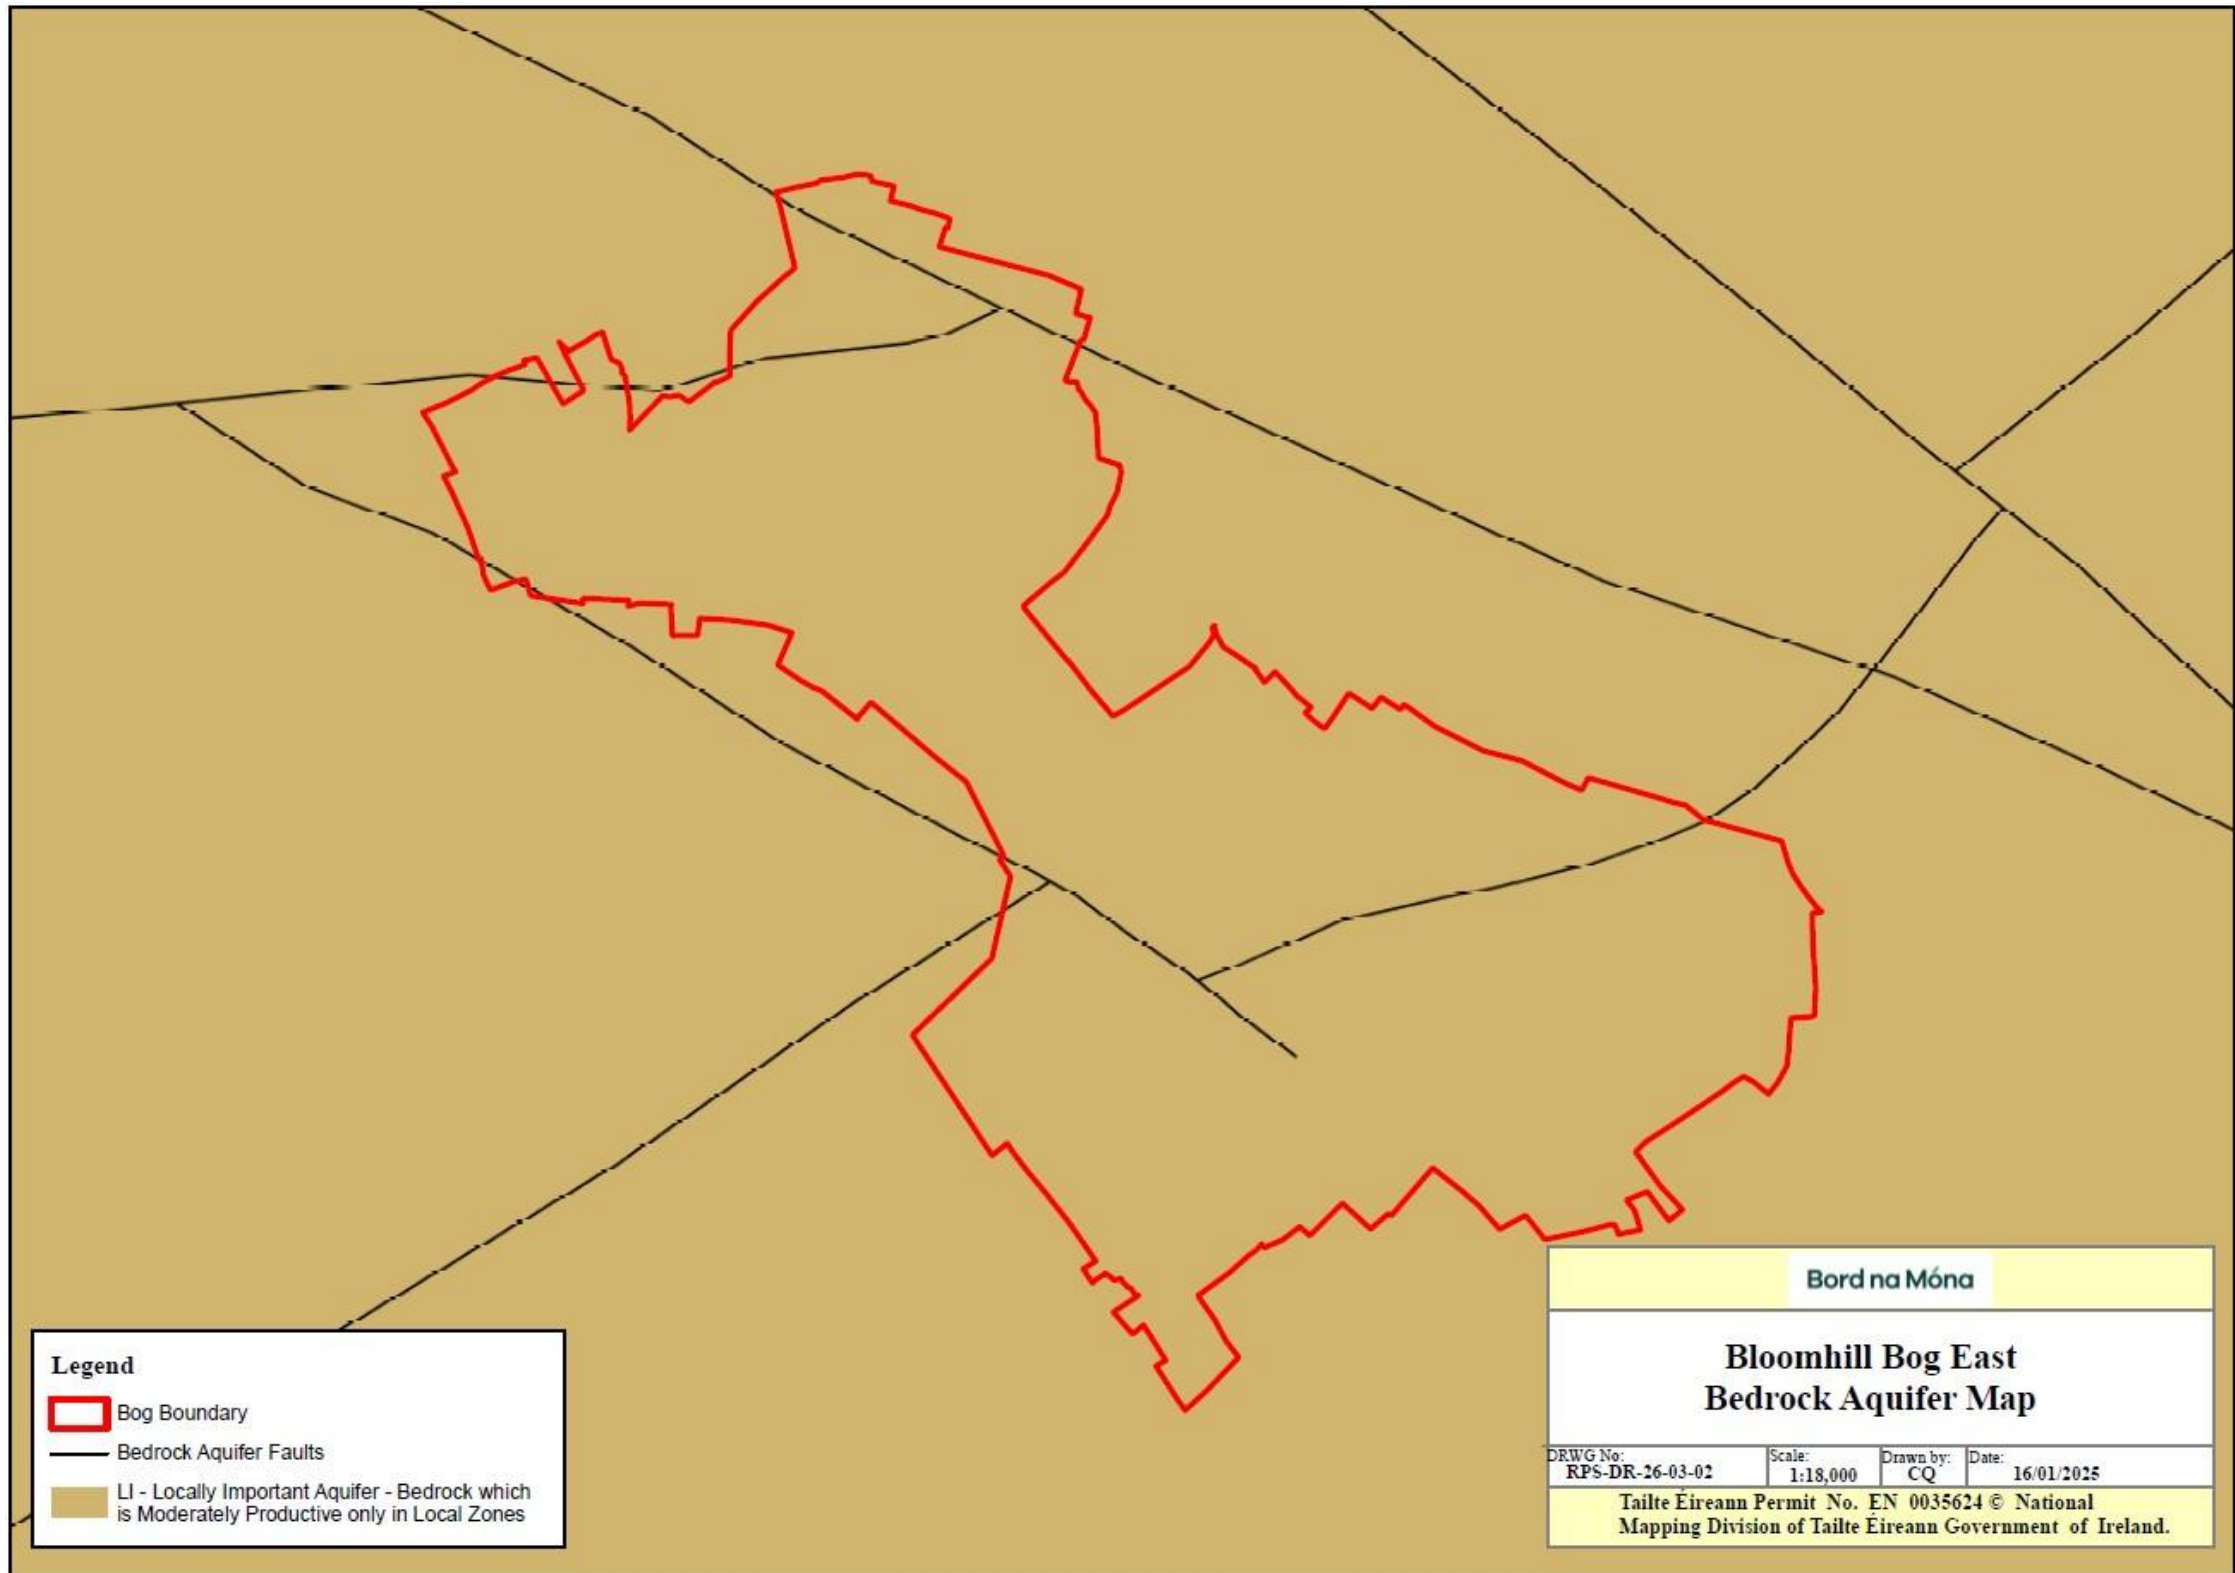 Legend
Bog Boundary
Bedrock Aquifer Faults
LI - Locally Important Aquifer - Bedrock which
is Moderately Productive only in Local Zones
Bord na Móna
Bloomhill Bog East
Bedrock Aquifer Map
DRWG No:
RPS-DR-26-03-02
Scale:
1:18,000
Drawn by:
CQ
Date:
16/01/2025
Tailte Éireann Permit No. EN 0035624 © National
Mapping Division of Tailte Éireann Government of Ireland.